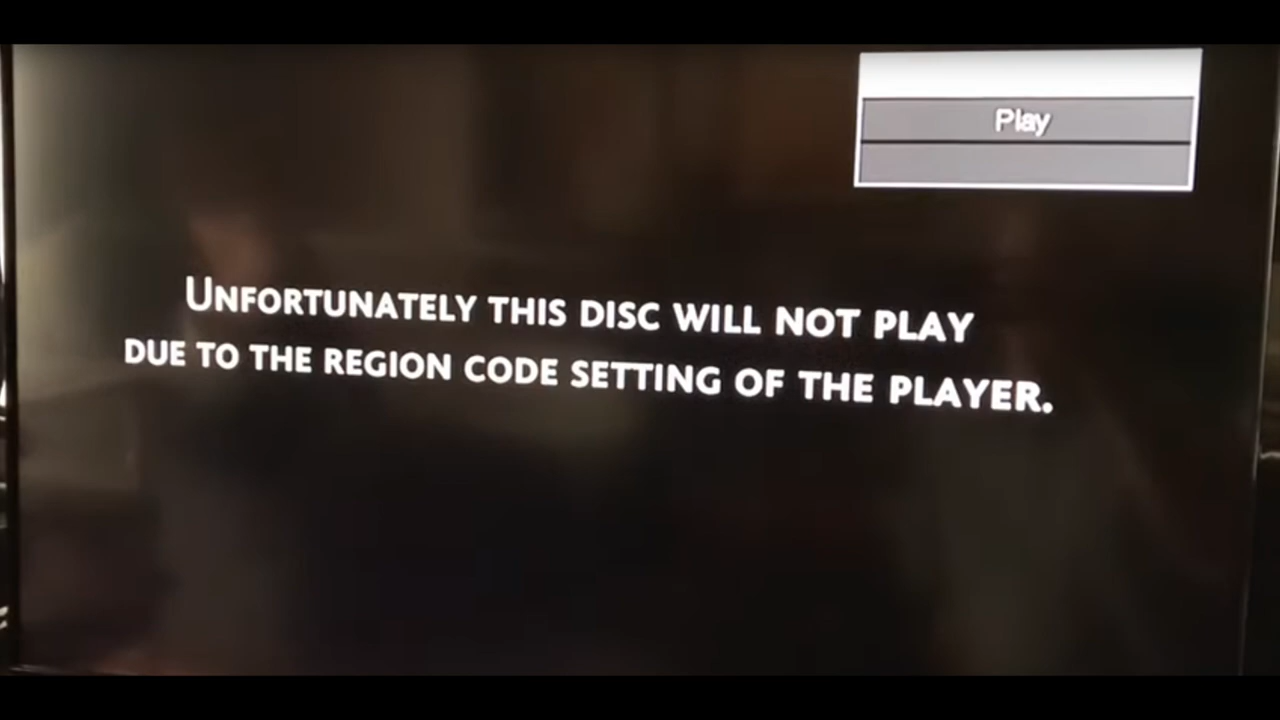 Play
UNFORTUNATELY THIS DISC WILL NOT PLAY
DUE TO THE REGION CODE SETTING OF THE PLAYER.